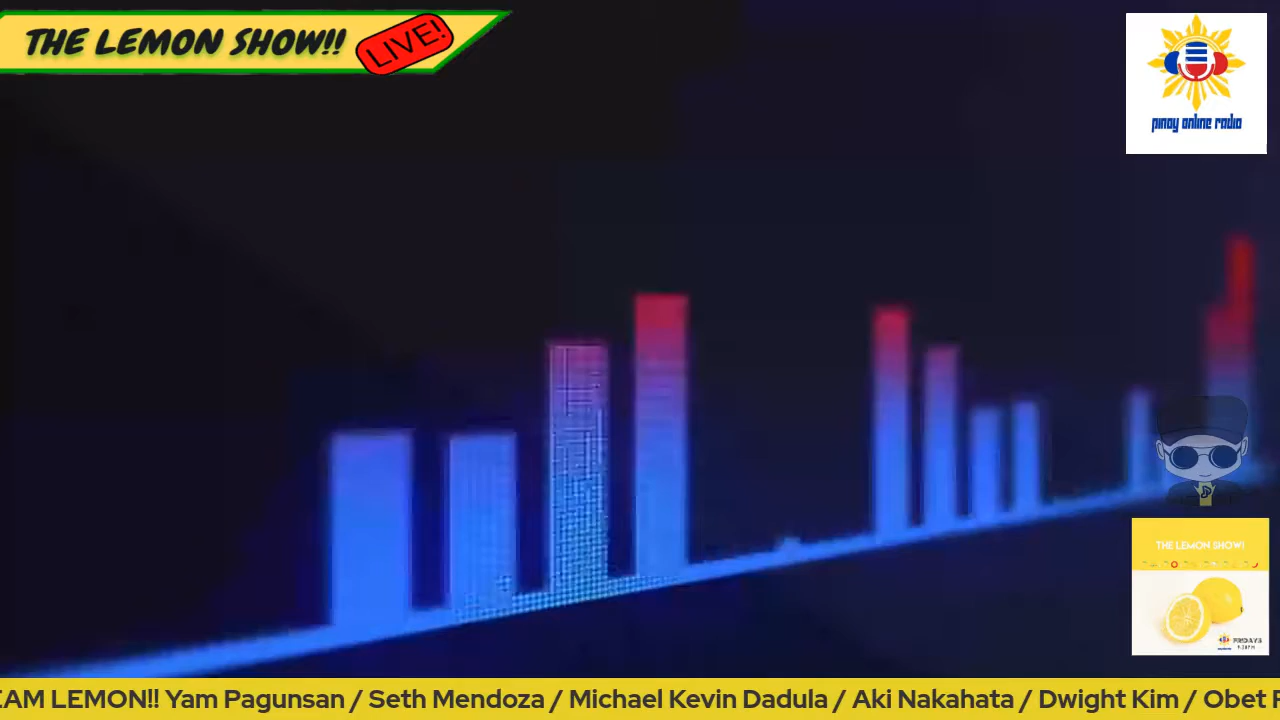 THE LEMON SHOW!! LIVE!
pinoy online radio
THE LEMON SHOW!
FRIDAYS
EAM LEMON!! Yam Pagunsan / Seth Mendoza / Michael Kevin Dadula / Aki Nakahata / Dwight Kim / Obet